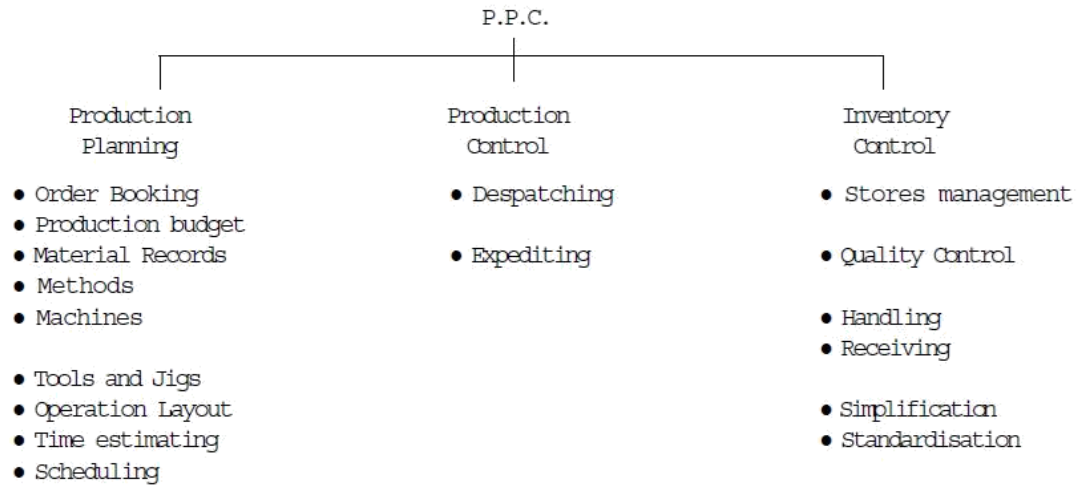 P.P.C.
Production Planning
● Order Booking
● Production budget
● Material Records
● Methods
● Machines
● Tools and Jigs
● Operation Layout
● Time estimating
● Scheduling
Production Control
● Despatching
● Expediting
Inventory Control
● Stores management
● Quality Control
● Handling
● Receiving
● Simplification
● Standardisation